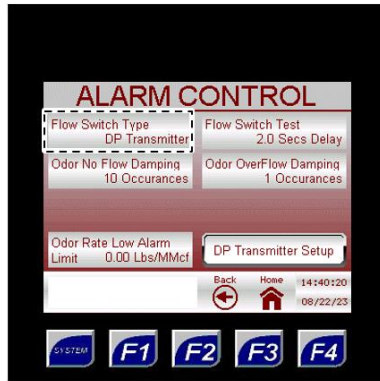 ALARM CONTROL
Flow Switch Type
DP Transmitter
Flow Switch Test
2.0 Secs Delay
Odor No Flow Damping
10 Occurances
Odor OverFlow Damping
1 Occurances
Odor Rate Low Alarm
Limit 0.00 Lbs/MMcf
DP Transmitter Setup
Back
Home
14:40:20
08/22/23
SYSTEM
F1
F2
F3
F4